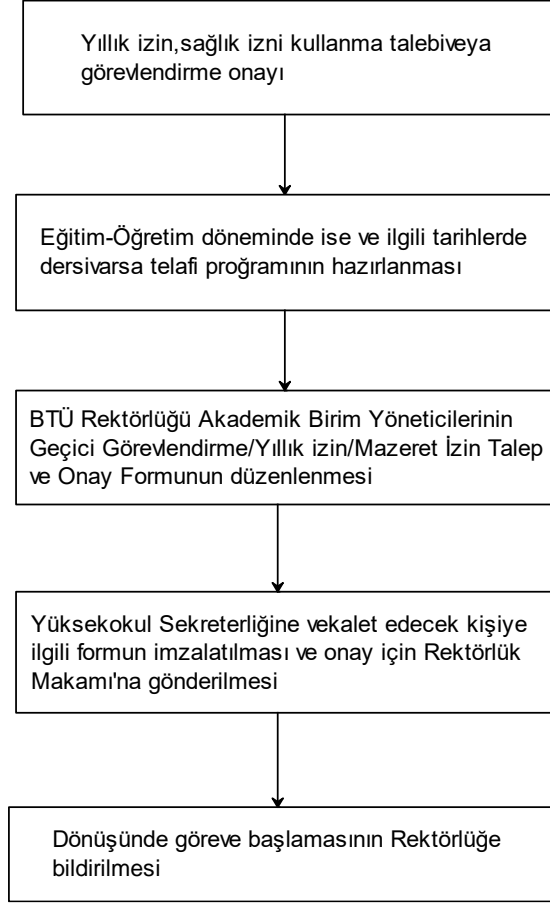 Yıllık izin,sağlık izni kullanma talebiveya
görevlendirme onayı
Eğitim-Öğretim döneminde ise ve ilgili tarihlerde
dersivarsa telafi proğramının hazırlanması
BTÜ Rektörlüğü Akademik Birim Yöneticilerinin
Geçici Görevlendirme/Yıllık izin/Mazeret İzin Talep
ve Onay Formunun düzenlenmesi
Yüksekokul Sekreterliğine vekalet edecek kişiye
ilgili formun imzalatılması ve onay için Rektörlük
Makamı'na gönderilmesi
Dönüşünde göreve başlamasının Rektörlüğe
bildirilmesi